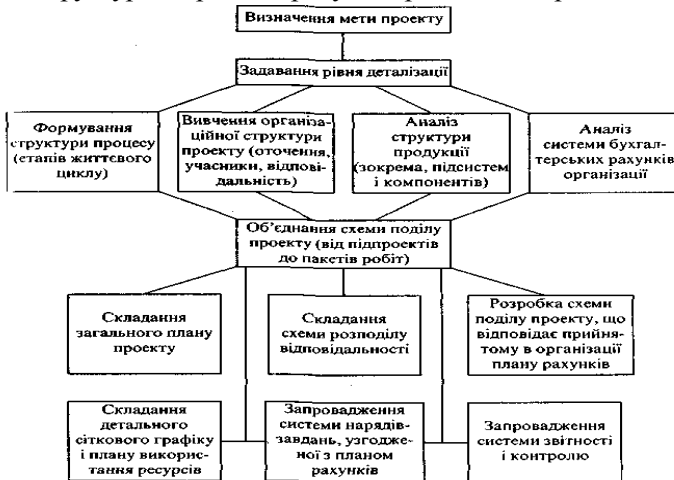 Визначення мети проекту
Задавання рівня деталізації
Формування
структури процесу
(етапів життєвого
циклу)
Вивчення організа-
ційної структури
проекту (оточення,
учасники, відпові-
дальність)
Аналіз
структури
продукції
(зокрема, підсистем
і компонентів)
Аналіз
системи бухгал-
терських рахунків
організації
Об'єднання схеми поділу
проекту (від підпроектів
до пакетів робіт)
Складання
загального плану
проекту
Складання
схеми розподілу
відповідальності
Розробка схеми
поділу проекту, що
відповідає прийня-
тому в організації
плану рахунків
Складання
детального
сіткового графіку
і плану викорис-
тання ресурсів
Запровадження
системи нарядів-
завдань, узгодже-
ної з планом
рахунків
Запровадження
системи звітності
і контролю